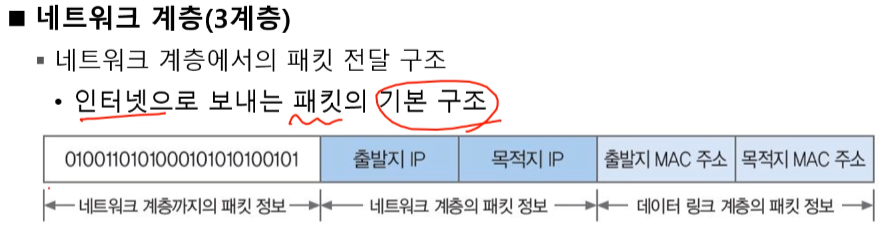 ■ 네트워크 계층(3계층)
▪ 네트워크 계층에서의 패킷 전달 구조
• 인터넷으로 보내는 패킷의 기본 구조
01001101010001010101010100101 출발지 IP 목적지 IP 출발지 MAC 주소 목적지 MAC 주소
네트워크 계층까지의 패킷 정보 네트워크 계층의 패킷 정보 데이터 링크 계층의 패킷 정보